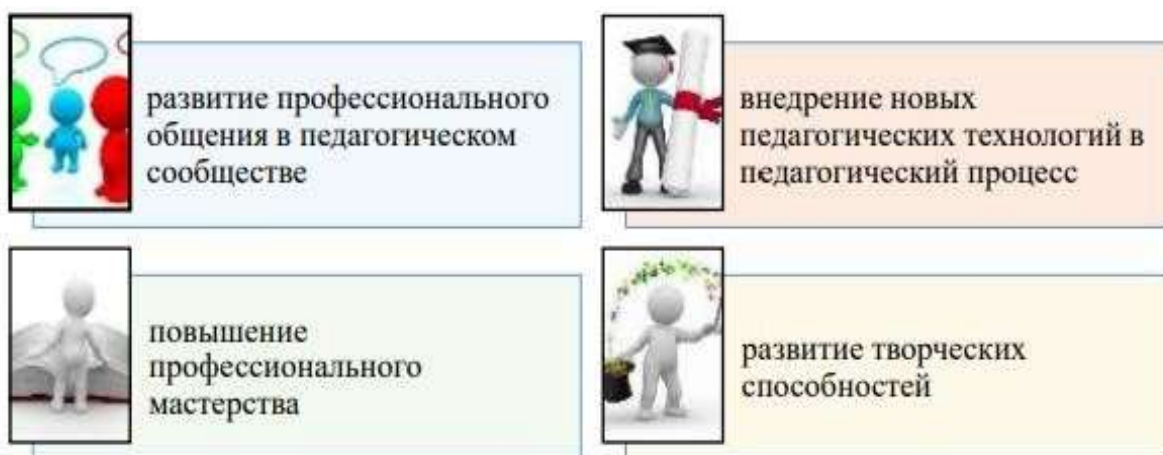 развитие профессионального
общения в педагогическом
сообществе
внедрение новых
педагогических технологий в
педагогический процесс
повышение
профессионального
мастерства
развитие творческих
способностей